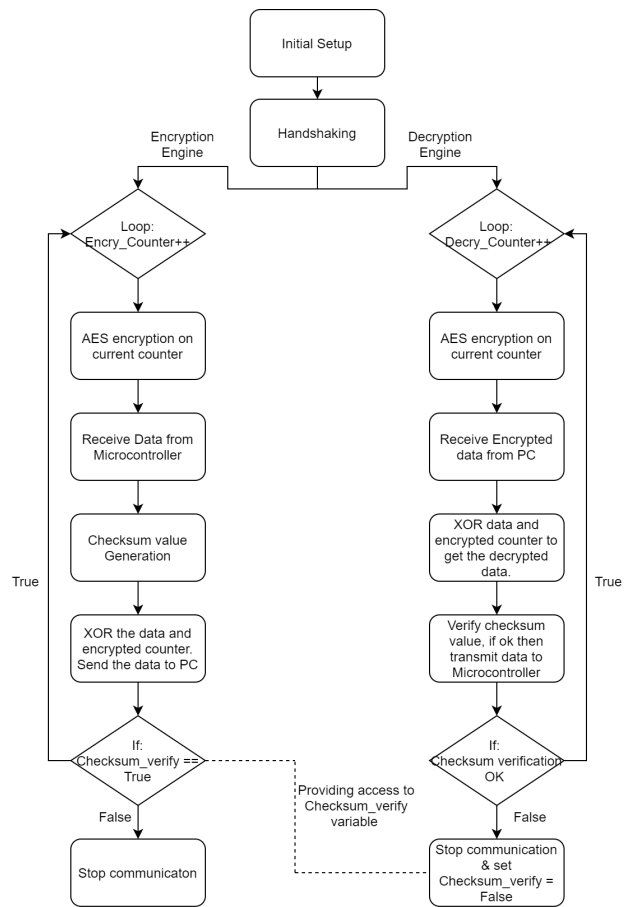 Initial Setup
Handshaking
Encryption
Engine
Decryption
Engine
Loop:
Encry_Counter++
Loop:
Decry_Counter++
AES encryption on
current counter
AES encryption on
current counter
Receive Data from
Microcontroller
Receive Encrypted
data from PC
Checksum value
Generation
XOR data and
encrypted counter to
get the decrypted
data.
True
True
XOR the data and
encrypted counter.
Send the data to PC
Verify checksum
value, if ok then
transmit data to
Microcontroller
If:
Checksum_verify ==
True
If:
Checksum verification
OK
Providing access to
Checksum_verify
variable
False
False
Stop communicaton
Stop communication
& set
Checksum_verify =
False